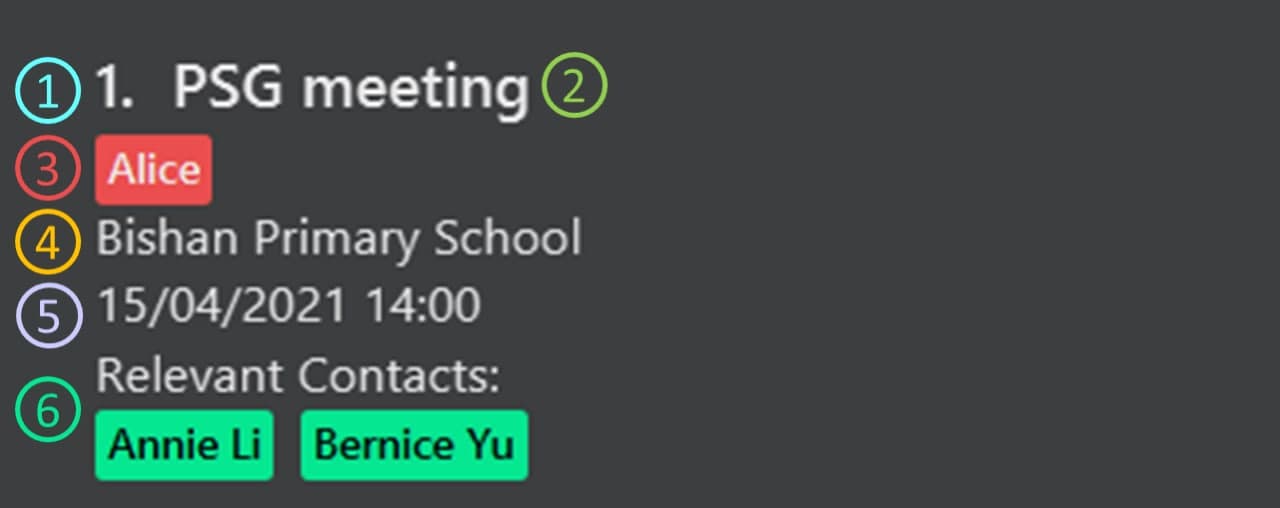 1 1. PSG meeting 2
3 Alice
4 Bishan Primary School
5 15/04/2021 14:00
Relevant Contacts:
6 Annie Li Bernice Yu